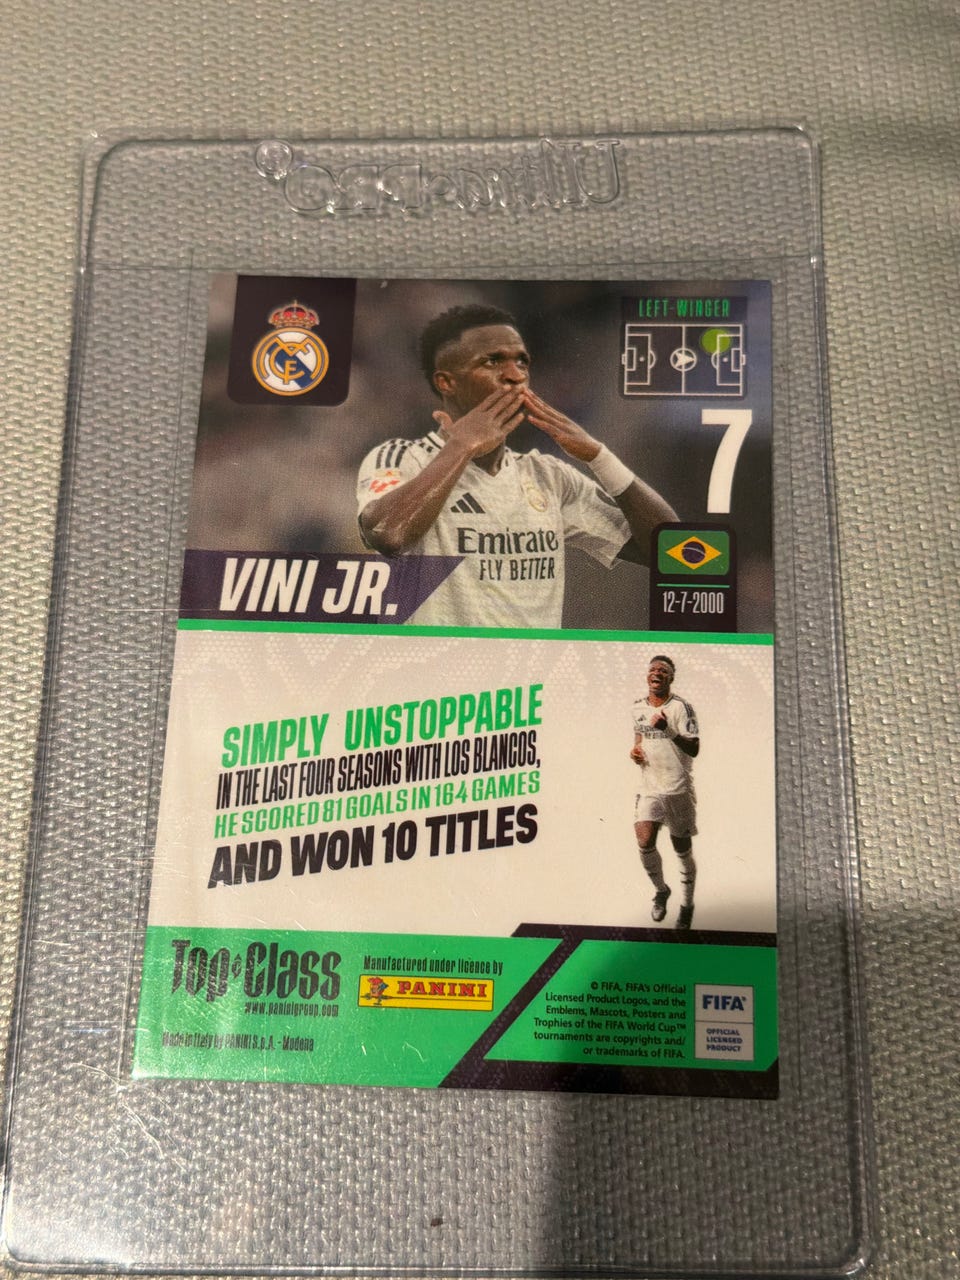 Ultra•PRO®
LEFT-WINGER
7
Emirate
FLY BETTER
12-7-2000
VINI JR.
SIMPLY UNSTOPPABLE
IN THE LAST FOUR SEASONS WITH LOS BLANCOS,
HE SCORED 81 GOALS IN 164 GAMES
AND WON 10 TITLES
Top Class
www.paninigroup.com
Made in Italy by PANINI S.p.A. - Modena
Manufactured under licence by
PANINI
© FIFA, FIFA's Official
Licensed Product Logos, and the
Emblems, Mascots, Posters and
Trophies of the FIFA World Cup™
tournaments are copyrights and/
or trademarks of FIFA.
FIFA®
OFFICIAL
LICENSED
PRODUCT